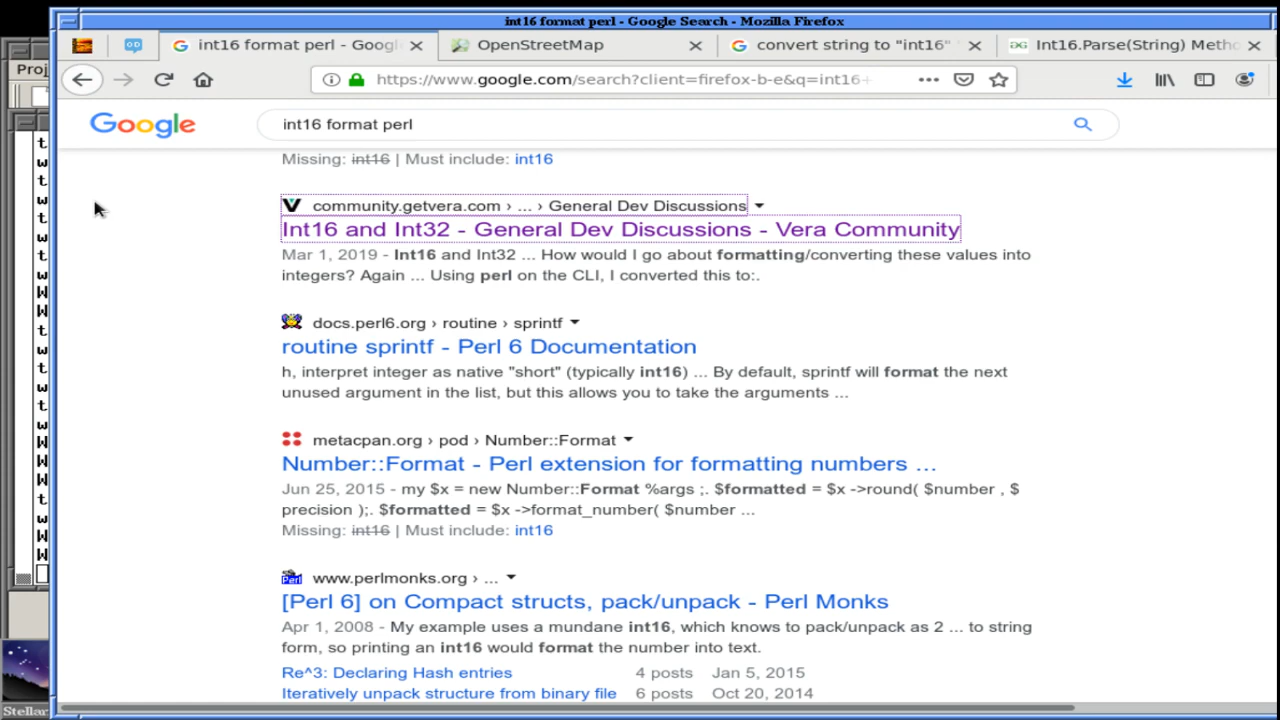 int16 format perl - Google Search - Mozilla Firefox
int16 format perl - Googl
OpenStreetMap
convert string to "int16"
Int16.Parse(String) Meth
Proj
https://www.google.com/search?client=firefox-b-e&q=int16+
Google
int16 format perl
Missing: int16 | Must include: int16
community.getvera.com › ... › General Dev Discussions
Int16 and Int32 - General Dev Discussions - Vera Community
Mar 1, 2019 - Int16 and Int32 ... How would I go about formatting/converting these values into
integers? Again ... Using perl on the CLI, I converted this to:.
docs.perl6.org › routine › sprintf
routine sprintf - Perl 6 Documentation
h, interpret integer as native "short" (typically int16) ... By default, sprintf will format the next
unused argument in the list, but this allows you to take the arguments ...
metacpan.org › pod › Number::Format
Number::Format - Perl extension for formatting numbers ...
Jun 25, 2015 - my $x = new Number::Format %args ;. $formatted = $x ->round( $number , $
precision );. $formatted = $x ->format_number( $number ...
Missing: int16 | Must include: int16
Perl
www.perlmonks.org › ...
[Perl 6] on Compact structs, pack/unpack - Perl Monks
Apr 1, 2008 - My example uses a mundane int16, which knows to pack/unpack as 2 ... to string
form, so printing an int16 would format the number into text.
Re^3: Declaring Hash entries 4 posts Jan 5, 2015
Iteratively unpack structure from binary file 6 posts Oct 20, 2014
Stellar